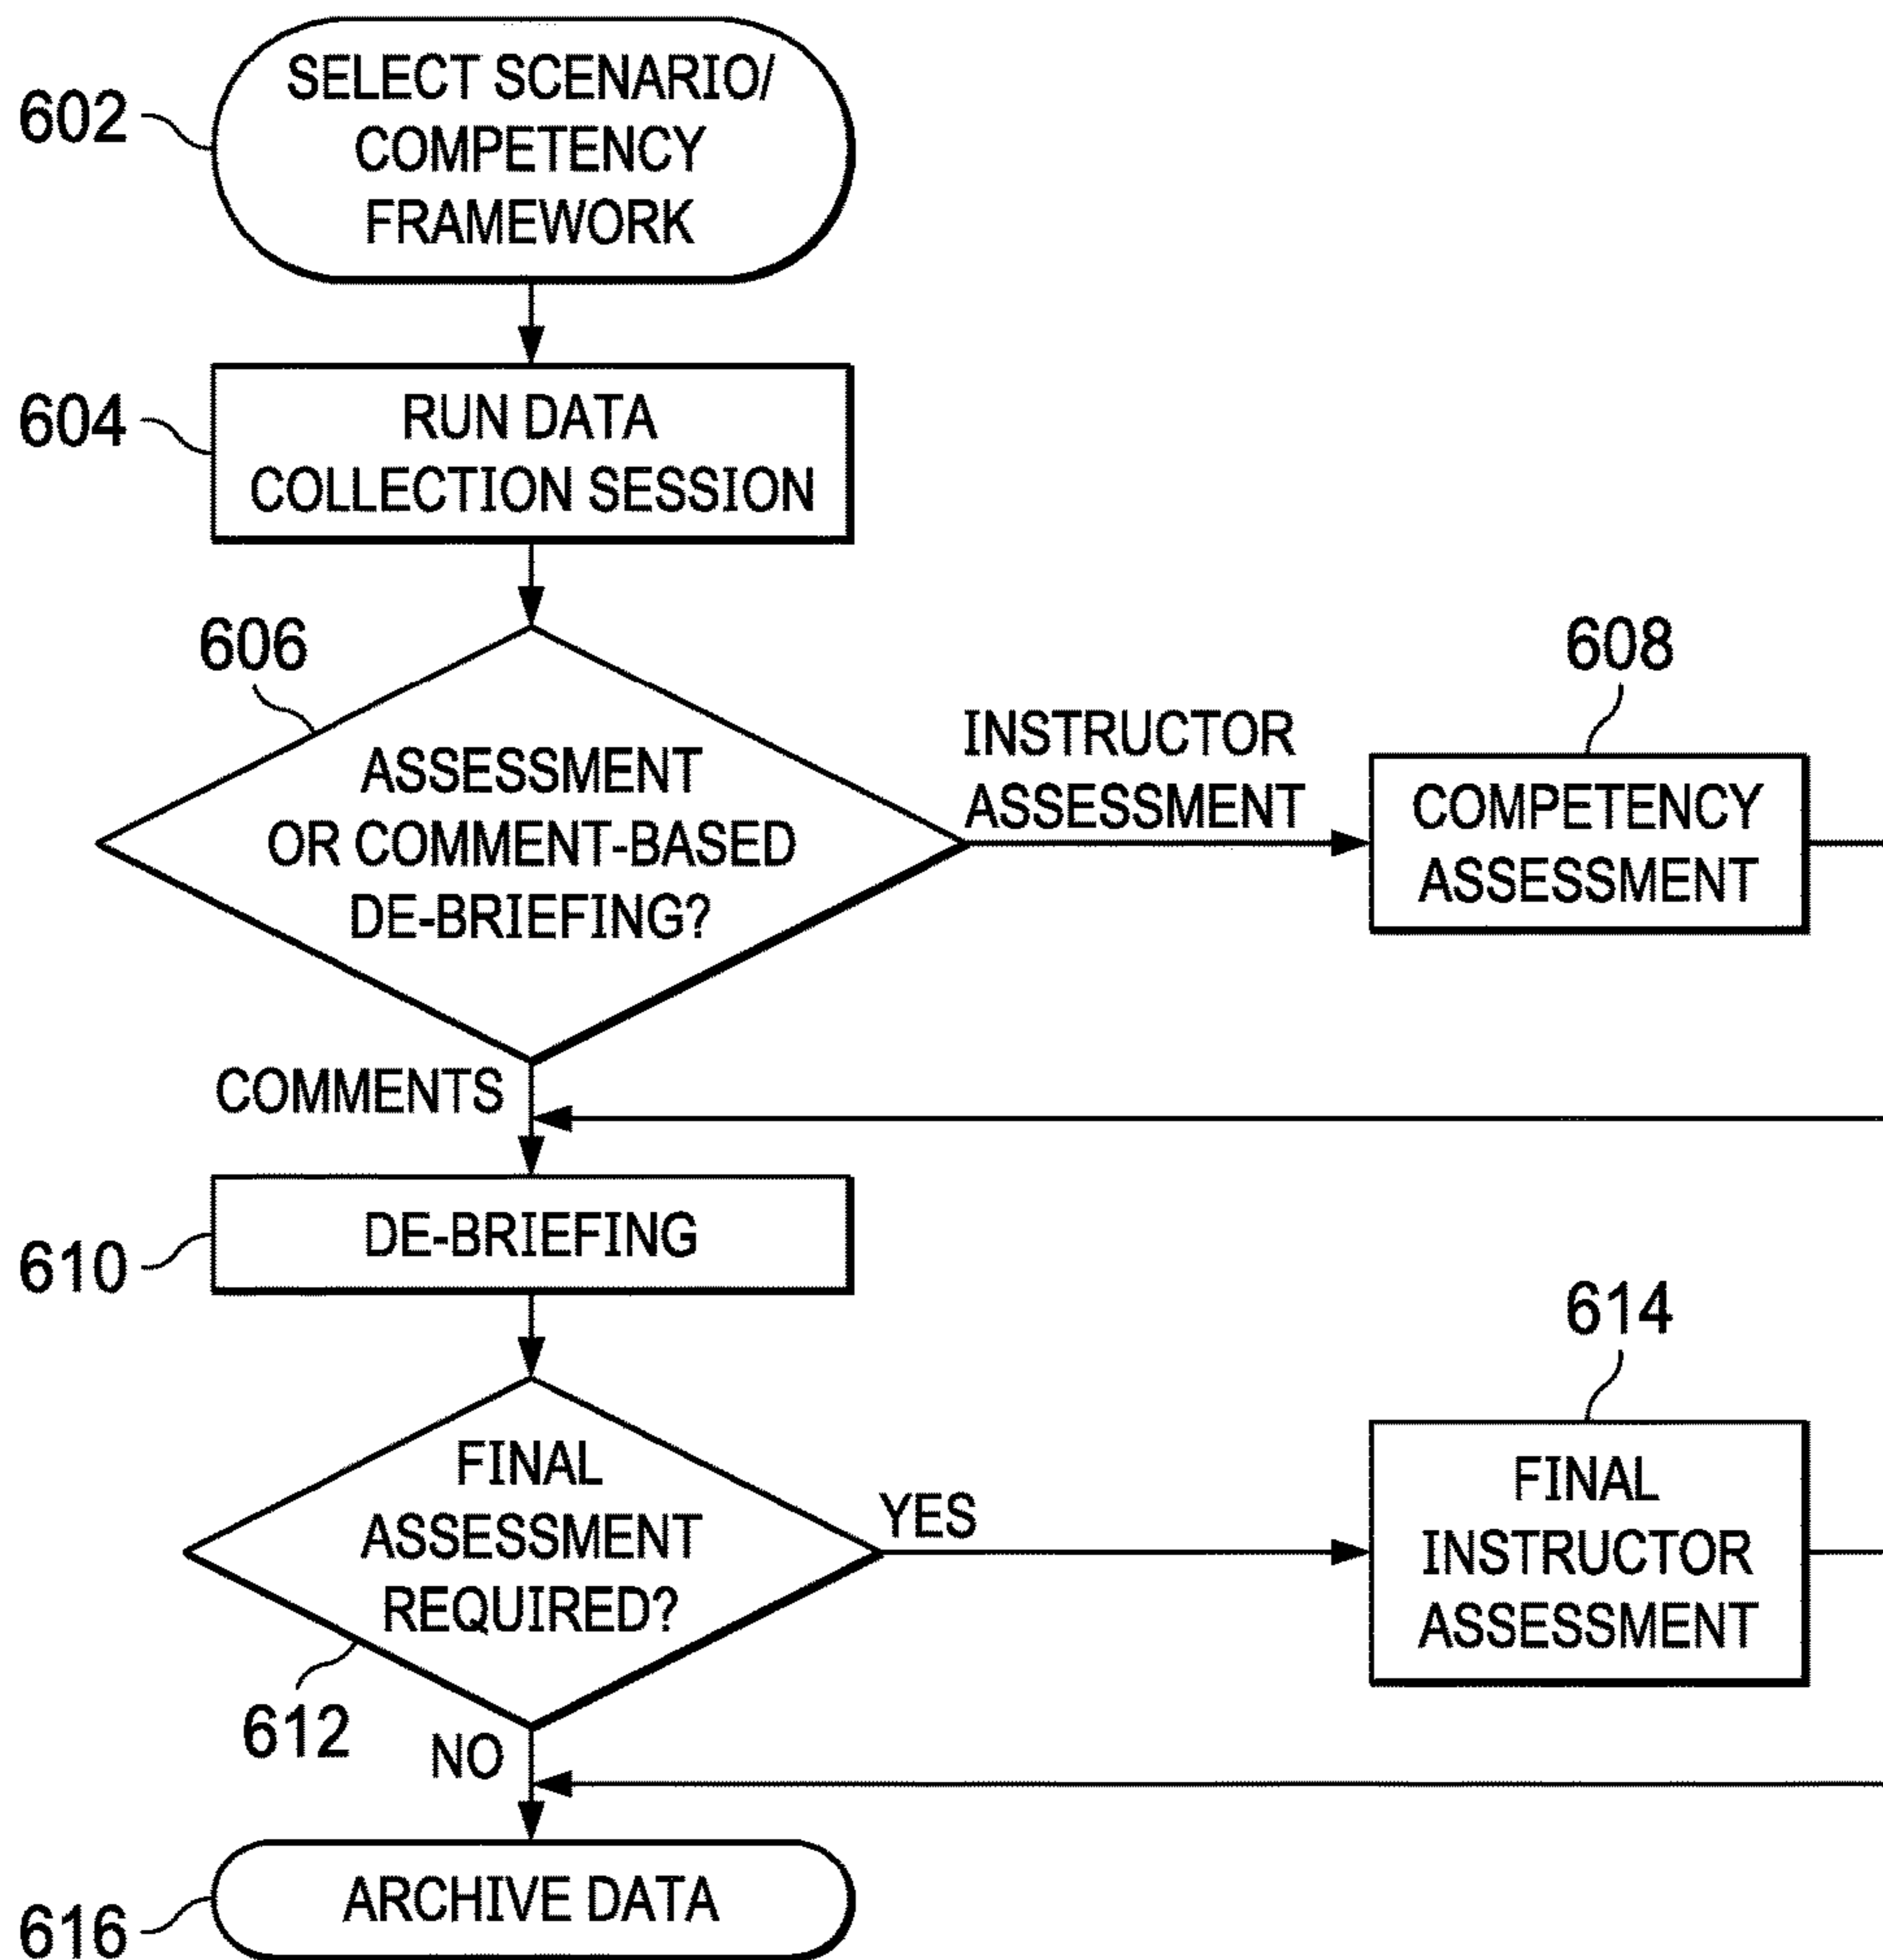 602
SELECT SCENARIO/
COMPETENCY
FRAMEWORK
604
RUN DATA
COLLECTION SESSION
606
ASSESSMENT
OR COMMENT-BASED
DE-BRIEFING?
INSTRUCTOR
ASSESSMENT
608
COMPETENCY
ASSESSMENT
COMMENTS
610
DE-BRIEFING
612
FINAL
ASSESSMENT
REQUIRED?
YES
614
FINAL
INSTRUCTOR
ASSESSMENT
NO
616
ARCHIVE DATA